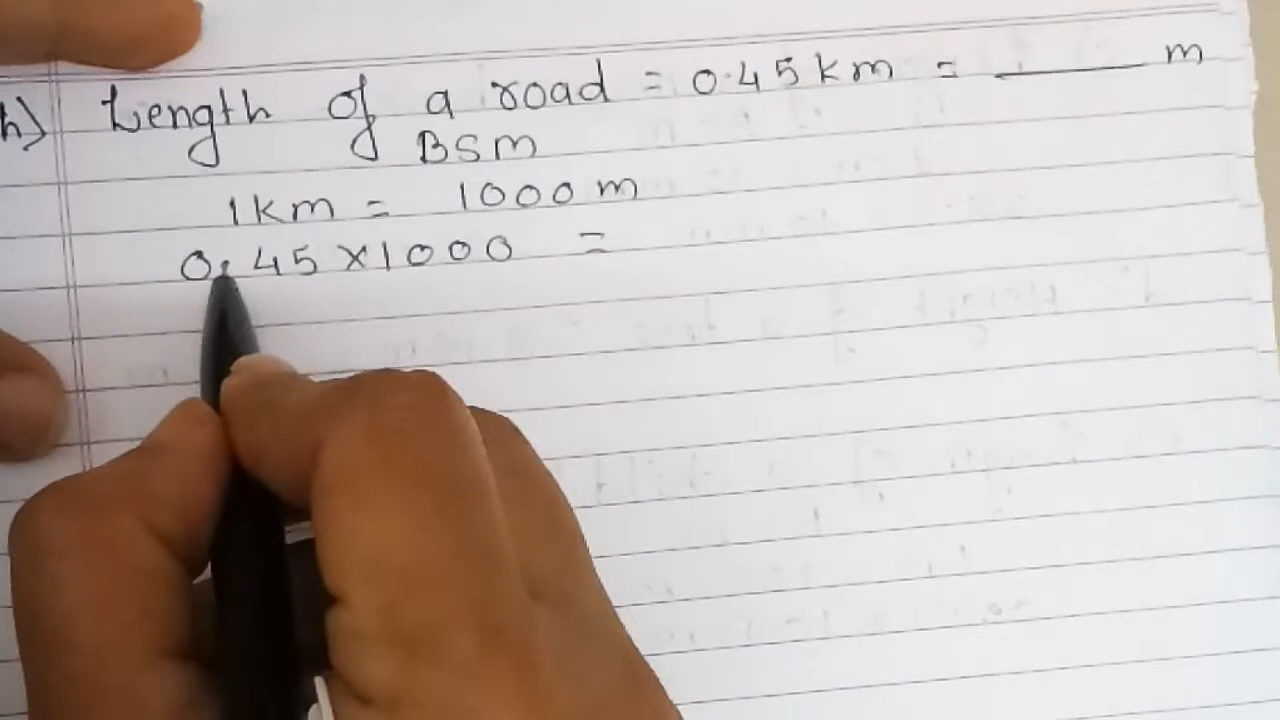 h) Length of a road = 0.45 km = ______ m
BSM
1 km = 1000 m
0.45 x 1000 =